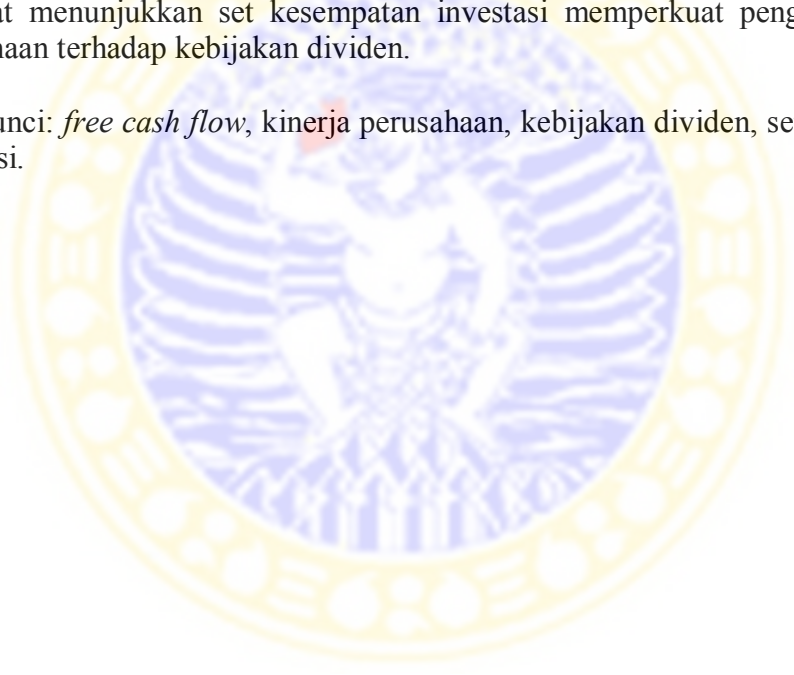 at menunjukkan set kesempatan investasi memperkuat peng
naan terhadap kebijakan dividen.
unci: free cash flow, kinerja perusahaan, kebijakan dividen, se
si.